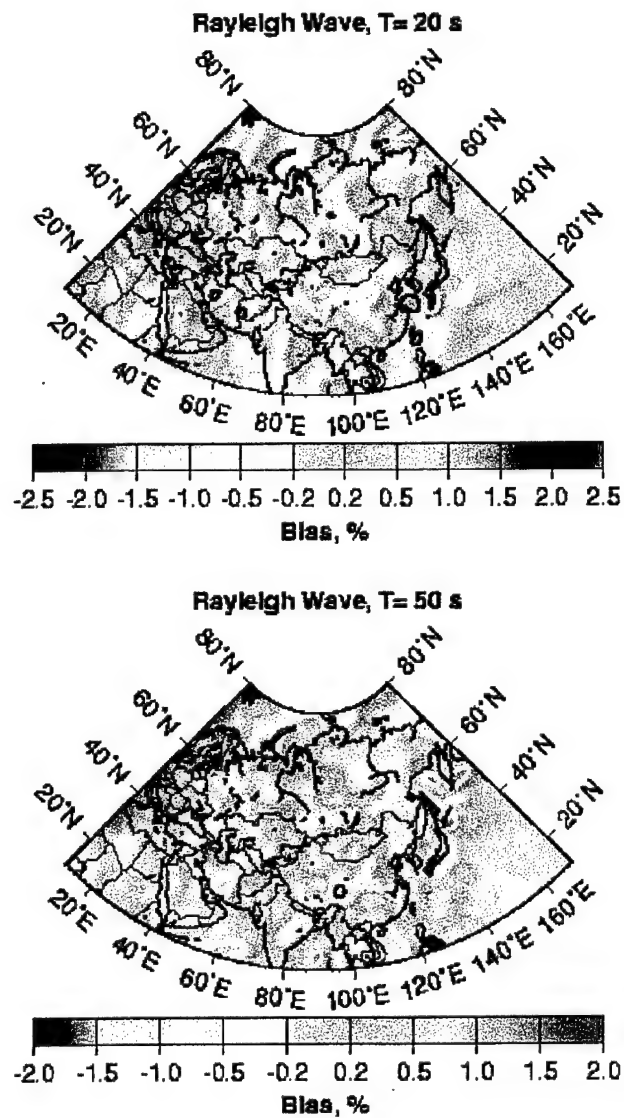 Rayleigh Wave, T= 20 s
80°N 80°N
60°N 60°N
40°N 40°N
20°N 20°N
20°E 40°E 60°E 80°E 100°E 120°E 140°E 160°E
-2.5 -2.0 -1.5 -1.0 -0.5 -0.2 0.2 0.5 1.0 1.5 2.0 2.5
Bias, %
Rayleigh Wave, T= 50 s
80°N 80°N
60°N 60°N
40°N 40°N
20°N 20°N
20°E 40°E 60°E 80°E 100°E 120°E 140°E 160°E
-2.0 -1.5 -1.0 -0.2 0.2 0.5 1.0 2.0
Bias, %